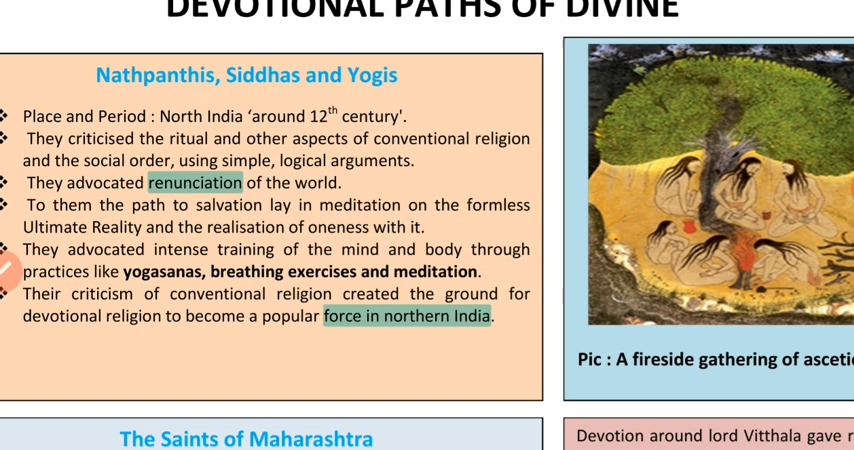 DEVOTIONAL PATHS OF DIVINE
Nathpanthis, Siddhas and Yogis
Place and Period : North India ‘around 12th century'.
They criticised the ritual and other aspects of conventional religion
and the social order, using simple, logical arguments.
They advocated renunciation of the world.
To them the path to salvation lay in meditation on the formless
Ultimate Reality and the realisation of oneness with it.
They advocated intense training of the mind and body through
practices like yogasanas, breathing exercises and meditation.
Their criticism of conventional religion created the ground for
devotional religion to become a popular force in northern India.
Pic : A fireside gathering of
The Saints of Maharashtra
Devotion around lord Vitthala gave